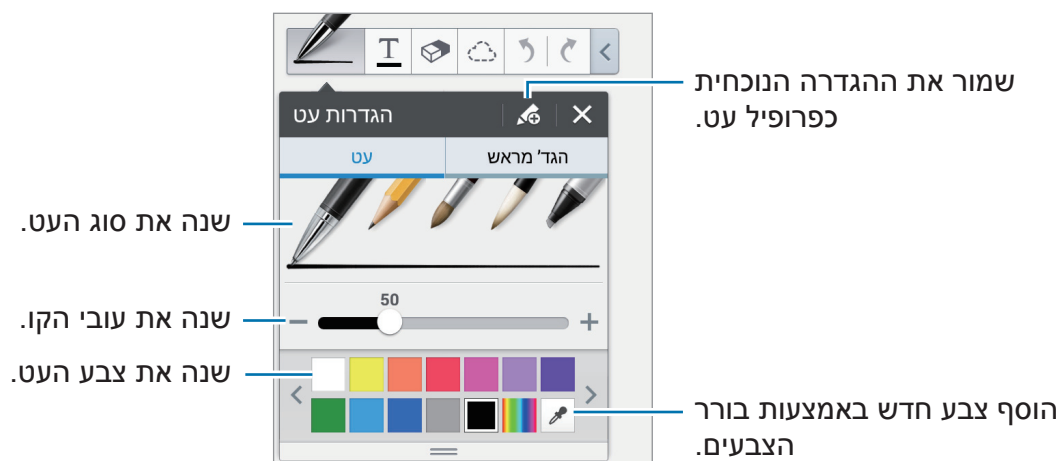 T
שמור את ההגדרה הנוכחית
כפרופיל עט.
הגדרות עט
עט
הגד' מראש
שנה את סוג העט.
50
שנה את עובי הקו.
שנה את צבע העט.
הוסף צבע חדש באמצעות בורר
הצבעים.